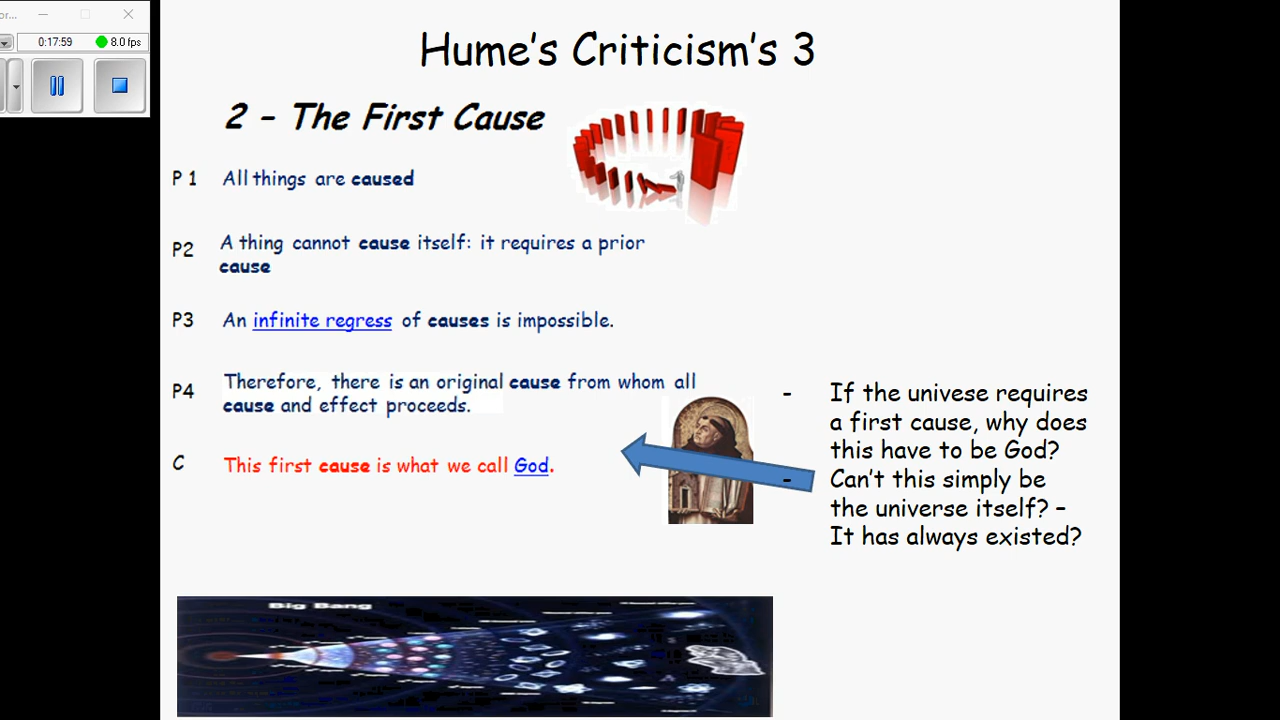 or...
0:17:59 8.0 fps
Hume's Criticism's 3
2 – The First Cause
P 1 All things are caused
P2 A thing cannot cause itself: it requires a prior
cause
P3 An infinite regress of causes is impossible.
P4 Therefore, there is an original cause from whom all
cause and effect proceeds.
C This first cause is what we call God.
- If the univese requires
a first cause, why does
this have to be God?
- Can't this simply be
the universe itself? –
It has always existed?
Big Bang